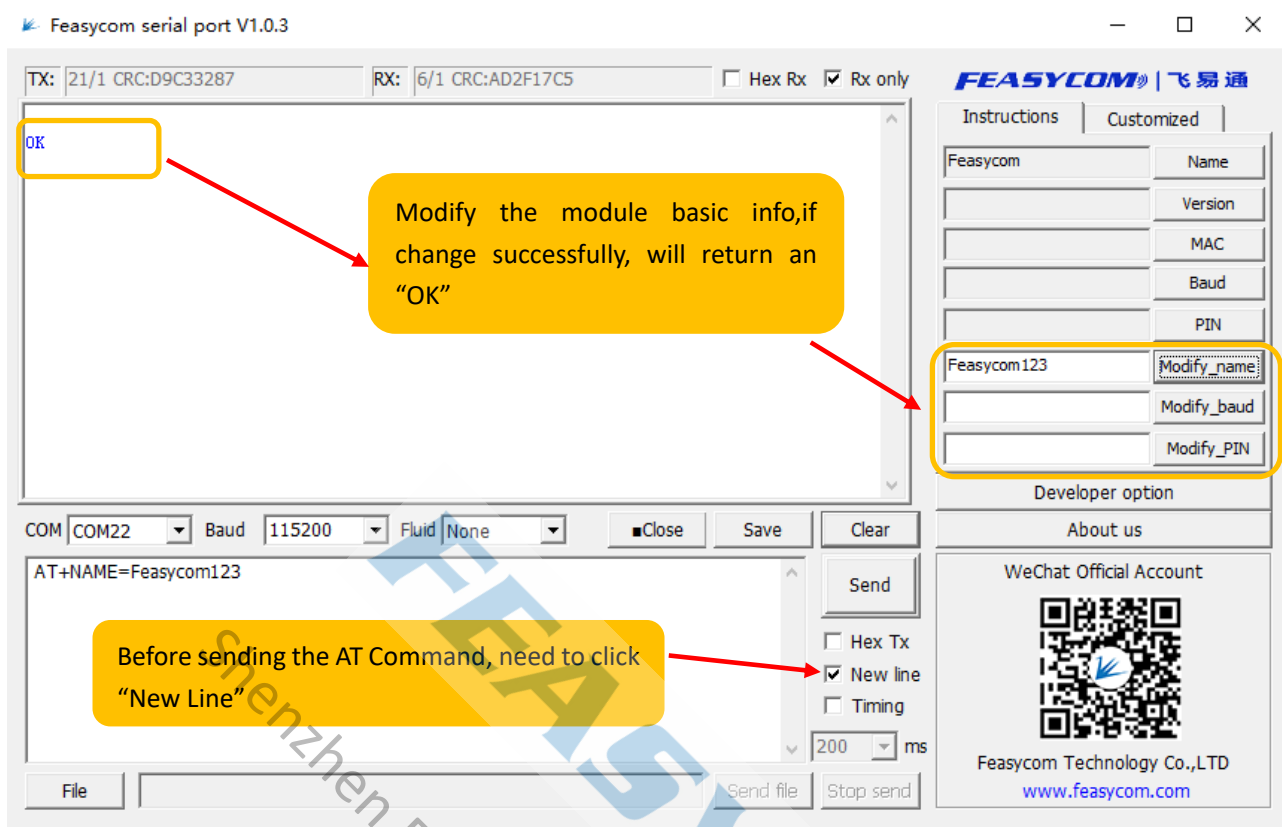 Feasycom serial port V1.0.3
TX: 21/1 CRC:D9C33287 RX: 6/1 CRC:AD2F17C5 Hex Rx Rx only
FEASYCOM | 飞易通
OK
Modify the module basic info,if
change successfully, will return an
“OK”
Instructions Customized
Feasycom Name
Version
MAC
Baud
PIN
Feasycom123 Modify_name
Modify_baud
Modify_PIN
Developer option
About us
COM COM22 Baud 115200 Fluid None ■Close Save Clear
AT+NAME=Feasycom123
Send
Before sending the AT Command, need to click
“New Line”
Hex Tx
New line
Timing
200 ms
File Send file Stop send
WeChat Official Account
Feasycom Technology Co.,LTD
www.feasycom.com
Shenzhen
FEASY